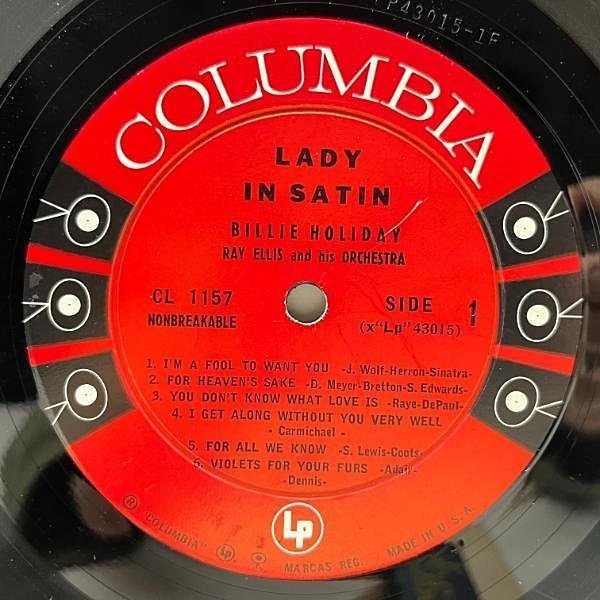 P43015-1F
COLUMBIA
LADY
IN SATIN
BILLIE HOLIDAY
RAY ELLIS and his ORCHESTRA
CL 1157
NONBREAKABLE
SIDE 1
(x"Lp"43015)
1. I'M A FOOL TO WANT YOU -J. Wolf-Herron-Sinatra-
2. FOR HEAVEN'S SAKE -D. Meyer-Bretton-S. Edwards-
3. YOU DON'T KNOW WHAT LOVE IS -Raye-DePaul-
4. I GET ALONG WITHOUT YOU VERY WELL
-Carmichael-
5. FOR ALL WE KNOW -S. Lewis-Coots-
6. VIOLETS FOR YOUR FURS -Adair-
-Dennis-
Lp
® "COLUMBIA" Lp MARCAS REG. MADE IN U.S.A.